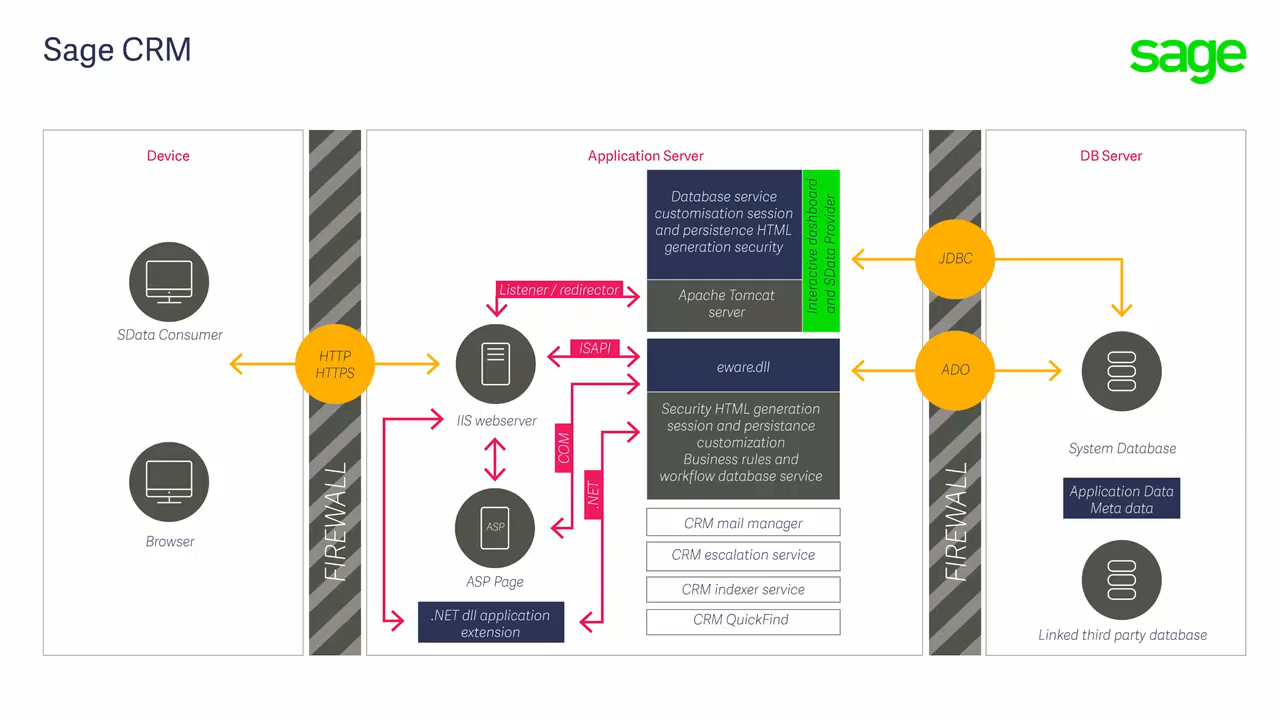 Sage CRM
sage
Device
SData Consumer
Browser
HTTP
HTTPS
FIREWALL
Application Server
Listener / redirector
ISAPI
IIS webserver
COM
.NET
ASP
ASP Page
.NET dll application
extension
Database service
customisation session
and persistence HTML
generation security
Apache Tomcat
server
Interactive dashboard
and SData Provider
eware.dll
Security HTML generation
session and persistance
customization
Business rules and
workflow database service
CRM mail manager
CRM escalation service
CRM indexer service
CRM QuickFind
JDBC
ADO
FIREWALL
DB Server
System Database
Application Data
Meta data
Linked third party database